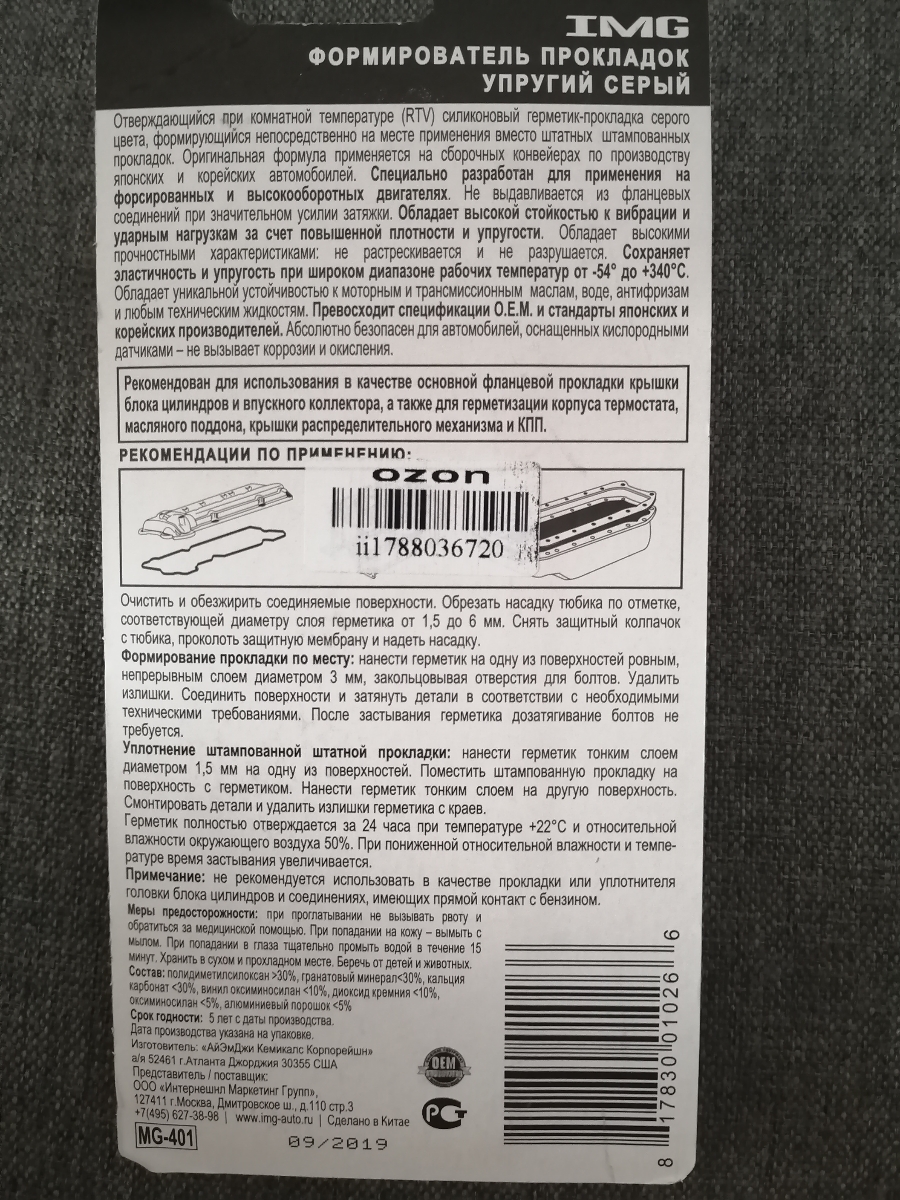 IMG
ФОРМИРОВАТЕЛЬ ПРОКЛАДОК
УПРУГИЙ СЕРЫЙ
Отверждающийся при комнатной температуре (RTV) силиконовый герметик-прокладка серого
цвета, формирующийся непосредственно на месте применения вместо штатных штампованных
прокладок. Оригинальная формула применяется на сборочных конвейерах по производству
японских и корейских автомобоилей. Специально разработан для применения на
форсированных и высокооборотных двигателях. Не выдавливается из фланцевых
соединений при значительном усилии затяжки. Обладает высокой стойкостью к вибрации и
ударным нагрузкам за счет повышенной плотности и упругости. Обладает высокими
прочностными характеристиками: не растрескивается и не разрушается. Сохраняет
эластичность и упругость при широком диапазоне рабочих температур от -54° до +340°С.
Обладает уникальной устойчивостью к моторным и трансмиссионным маслам, воде, антифризам
и любым техническим жидкостям. Превосходит спецификации О.Е.М. и стандарты японских и
корейских производителей. Абсолютно безопасен для автомобилей, оснащенных кислородными
датчиками – не вызывает коррозии и окисления.
Рекомендован для использования в качестве основной фланцевой прокладки крышки
блока цилиндров и впускного коллектора, а также для герметизации корпуса термостата,
масляного поддона, крышки распределительного механизма и КПП.
РЕКОМЕНДАЦИИ ПО ПРИМЕНЕНИЮ:
ozon
ii1788036720
Очистить и обезжирить соединяемые поверхности. Обрезать насадку тюбика по отметке,
соответствующей диаметру слоя герметика от 1,5 до 6 мм. Снять защитный колпачок
с тюбика, проколоть защитную мембрану и надеть насадку.
Формирование прокладки по месту: нанести герметик на одну из поверхностей ровным,
непрерывным слоем диаметром 3 мм, закольцовывая отверстия для болтов. Удалить
излишки. Соединить поверхности и затянуть детали в соответствии с необходимыми
техническими требованиями. После застывания герметика дозатягивание болтов не
требуется.
Уплотнение штампованной штатной прокладки: нанести герметик тонким слоем
диаметром 1,5 мм на одну из поверхностей. Поместить штампованную прокладку на
поверхность с герметиком. Нанести герметик тонким слоем на другую поверхность.
Смонтировать детали и удалить излишки герметика с краев.
Герметик полностью отверждается за 24 часа при температуре +22°С и относительной
влажности окружающего воздуха 50%. При пониженной относительной влажности и темпе-
ратуре время застывания увеличивается.
Примечание: не рекомендуется использовать в качестве прокладки или уплотнителя
головки блока цилиндров и соединениях, имеющих прямой контакт с бензином.
Меры предосторожности: при проглатывании не вызывать рвоту и
обратиться за медицинской помощью. При попадании на кожу – вымыть с
мылом. При попадании в глаза тщательно промыть водой в течение 15
минут. Хранить в сухом и прохладном месте. Беречь от детей и животных.
Состав: полидиметилсилоксан >30%, гранатовый минерал<30%, кальция
карбонат <30%, винил оксиминосилан <10%, диоксид кремния <10%,
оксиминосилан <5%, алюминиевый порошок <5%
Срок годности: 5 лет с даты производства.
Дата производства указана на упаковке.
Изготовитель: «АйЭмДжи Кемикалс Корпорейшн»
а/я 52461 г.Атланта Джорджия 30355 США
Представитель / поставщик:
ООО «Интернешнл Маркетинг Групп»,
127411 г.Москва, Дмитровское ш., д.110 стр.3
+7(495) 627-38-98 | www.img-auto.ru | Сделано в Китае
MG-401
09/2019
OEM
РСТ
8 17830 01026 6